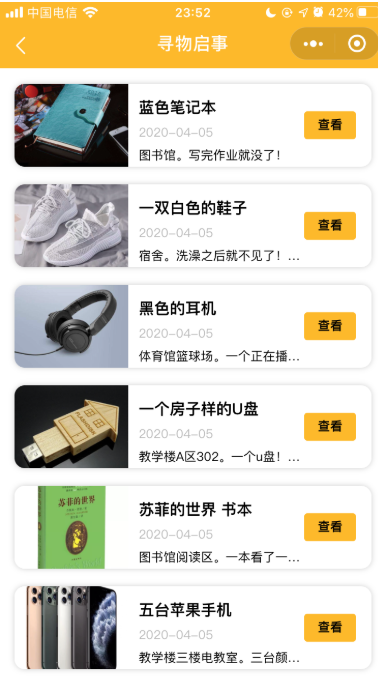 中国电信
23:52
42%
寻物启事
蓝色笔记本
2020-04-05
图书馆。写完作业就没了！
查看
一双白色的鞋子
2020-04-05
宿舍。洗澡之后就不见了！...
查看
黑色的耳机
2020-04-05
体育馆篮球场。一个正在播...
查看
一个房子样的U盘
2020-04-05
教学楼A区302。一个u盘！...
查看
苏菲的世界
苏菲的世界 书本
2020-04-05
图书馆阅读区。一本看了一...
查看
五台苹果手机
2020-04-05
教学楼三楼电教室。三台颜...
查看